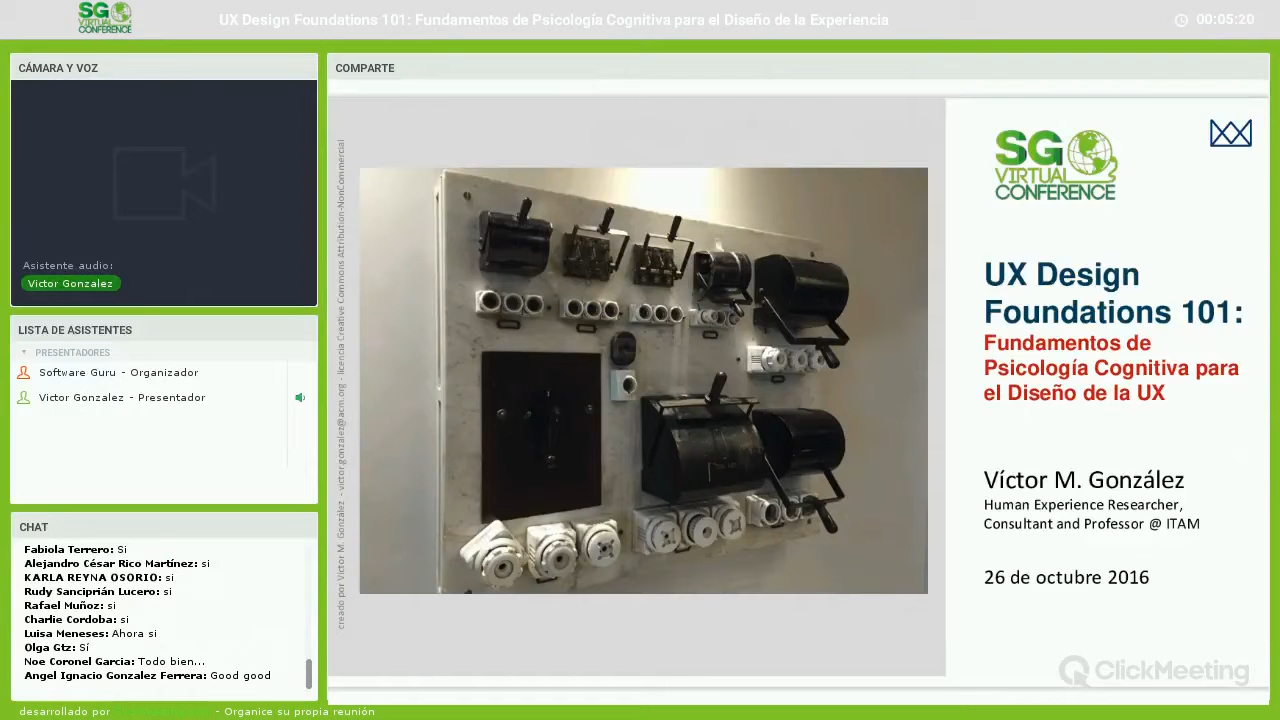 SG
VIRTUAL
CONFERENCE
UX Design Foundations 101: Fundamentos de Psicología Cognitiva para el Diseño de la Experiencia
00:05:20
CÁMARA Y VOZ
Asistente audio:
Victor Gonzalez
LISTA DE ASISTENTES
PRESENTADORES
Software Guru - Organizador
Victor Gonzalez - Presentador
CHAT
Fabiola Terrero: Si
Alejandro César Rico Martínez: si
KARLA REYNA OSORIO: si
Rudy Sanciprián Lucero: si
Rafael Muñoz: si
Charlie Cordoba: si
Luisa Meneses: Ahora si
Olga Gtz: Sí
Noe Coronel Garcia: Todo bien...
Angel Ignacio Gonzalez Ferrera: Good good
desarrollado por
- Organice su propia reunión
COMPARTE
creado por Víctor M. González - victor.gonzalez@acm.org - licencia Creative Commons Attribution-NonCommercial
SG
VIRTUAL
CONFERENCE
UX Design
Foundations 101:
Fundamentos de
Psicología Cognitiva para
el Diseño de la UX
Víctor M. González
Human Experience Researcher,
Consultant and Professor @ ITAM
26 de octubre 2016
ClickMeeting